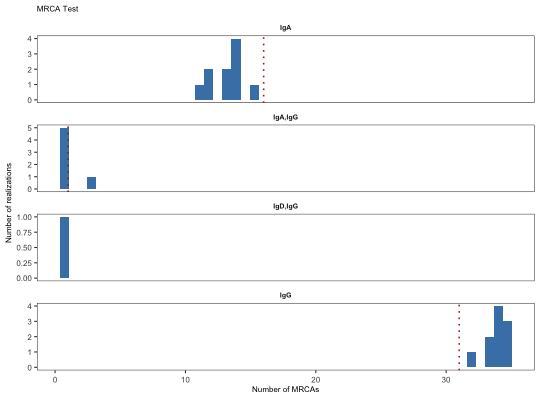 MRCA Test
IgA
4
3
2
1
0
IgA,IgG
5
4
3
2
1
0
IgD,IgG
1.00
0.75
0.50
0.25
0.00
IgG
4
3
2
1
0
0 10 20 30
Number of MRCAs
Number of realizations